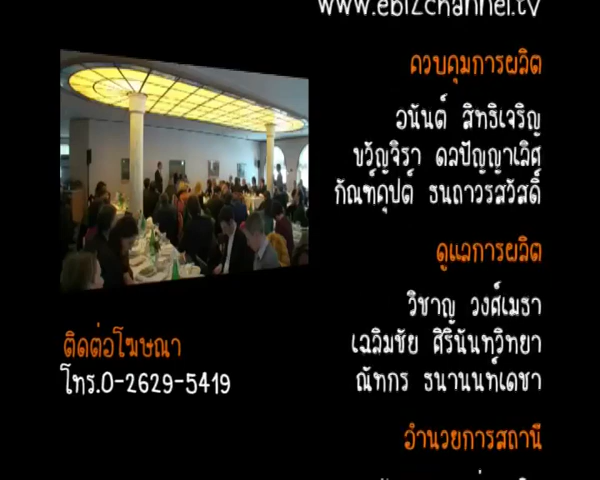 www.ebizchannel.tv
ควบคุมการผลิต
อนันต์ สิทธิเจริญ
ขวัญจิรา ดลปัญญาเลิศ
กัณฑ์คุปต์ ธนถาวรสวัสดิ์
ดูแลการผลิต
วิชาญ วงศ์เมธา
เฉลิมชัย ศิรินันทวิทยา
ณัทกร ธนานนท์เดชา
อำนวยการสถานี
ติดต่อโฆษณา
โทร.0-2629-5419